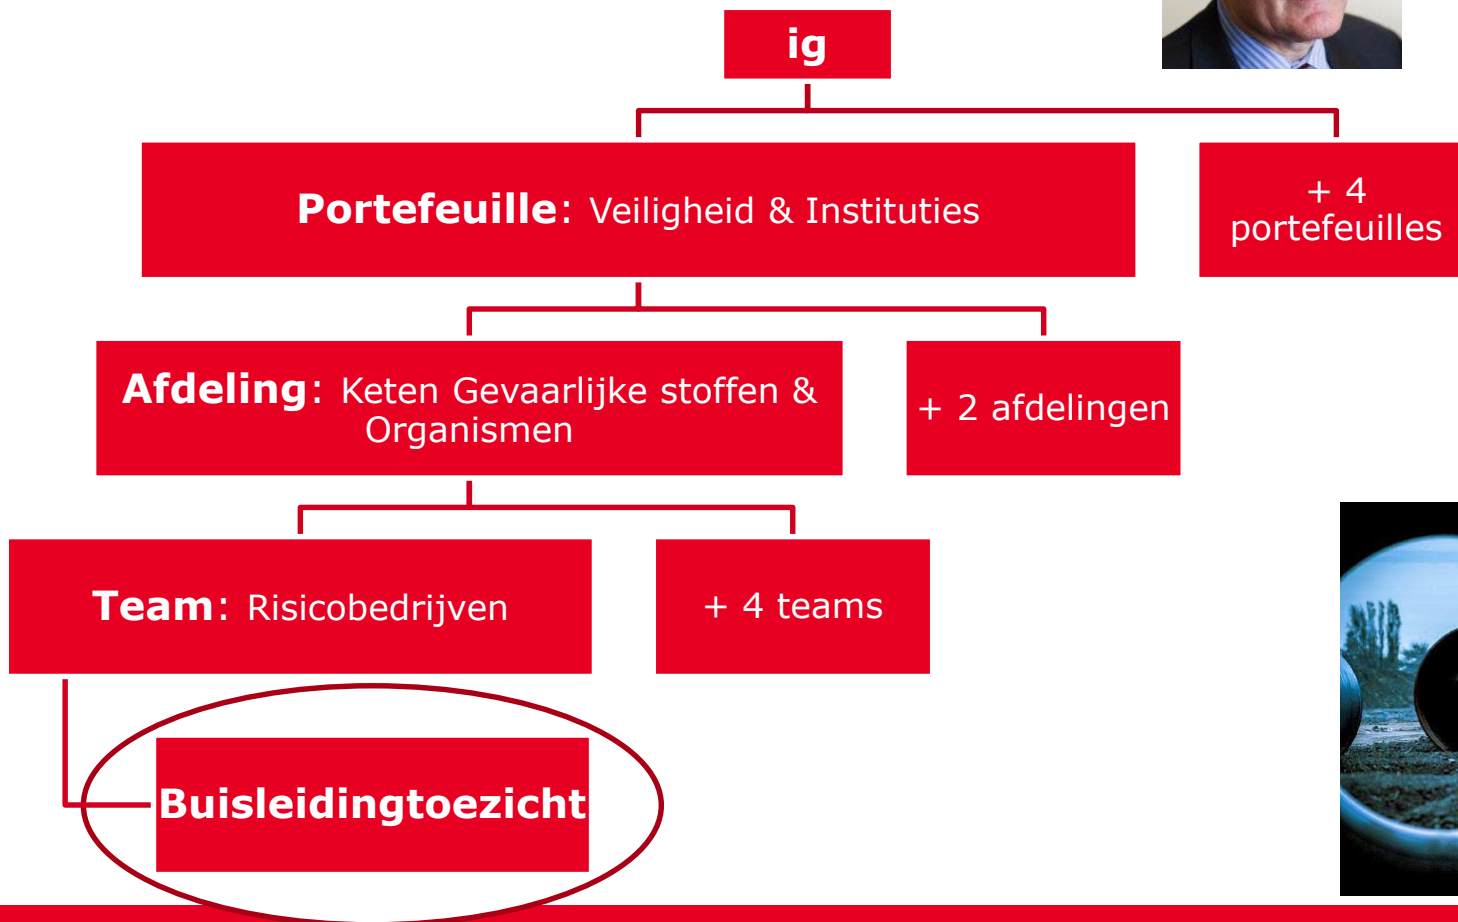 ig
Portefeuille: Veiligheid & Instituties
+ 4
portefeuilles
Afdeling: Keten Gevaarlijke stoffen &
Organismen
+ 2 afdelingen
Team: Risicobedrijven
+ 4 teams
Buisleidingtoezicht